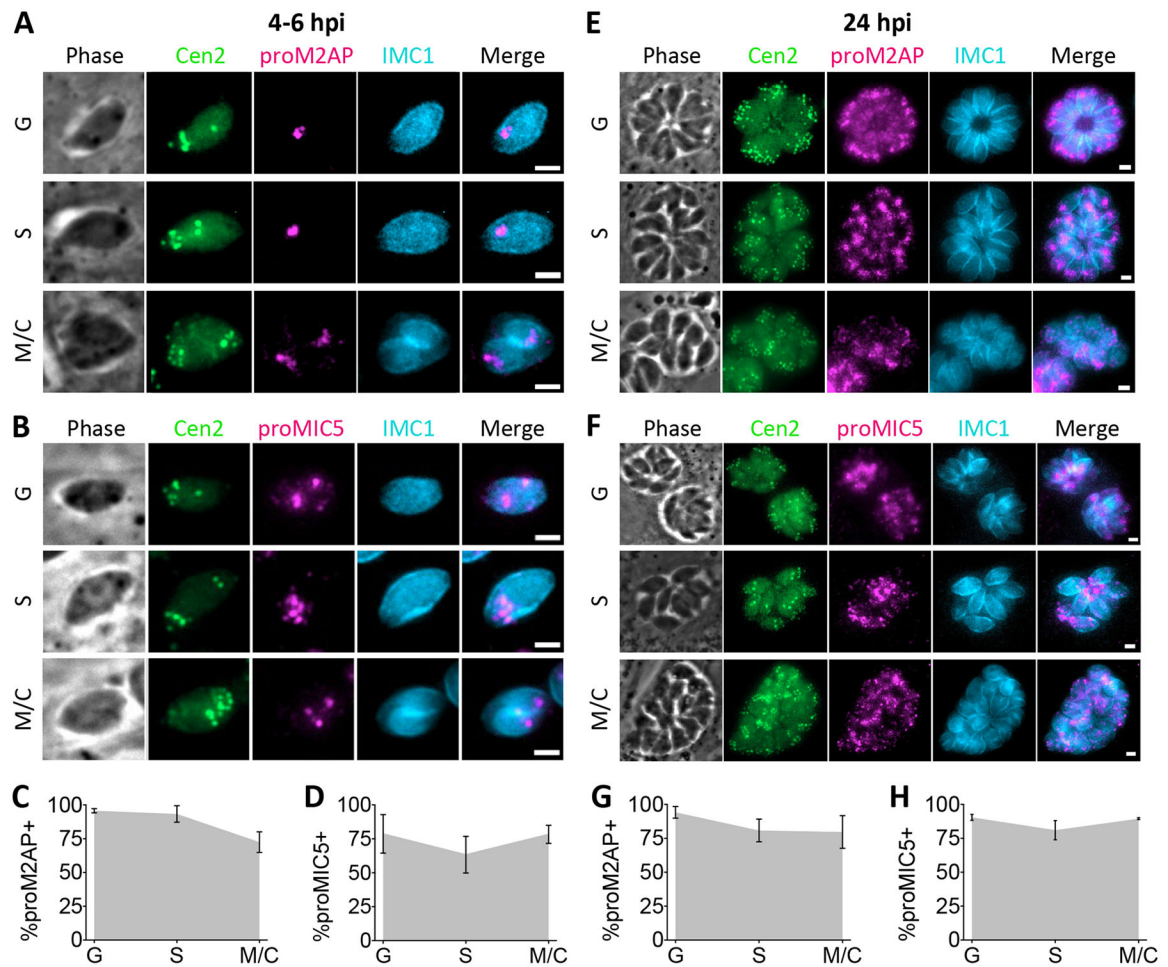 A 4-6 hpi
Phase Cen2 proM2AP IMC1 Merge
G
S
M/C
B Phase Cen2 proMIC5 IMC1 Merge
G
S
M/C
C
%proM2AP+
100
75
50
25
0
G S M/C
D
%proMIC5+
100
75
50
25
0
G S M/C
E 24 hpi
Phase Cen2 proM2AP IMC1 Merge
G
S
M/C
F Phase Cen2 proMIC5 IMC1 Merge
G
S
M/C
G
%proM2AP+
100
75
50
25
0
G S M/C
H
%proMIC5+
100
75
50
25
0
G S M/C